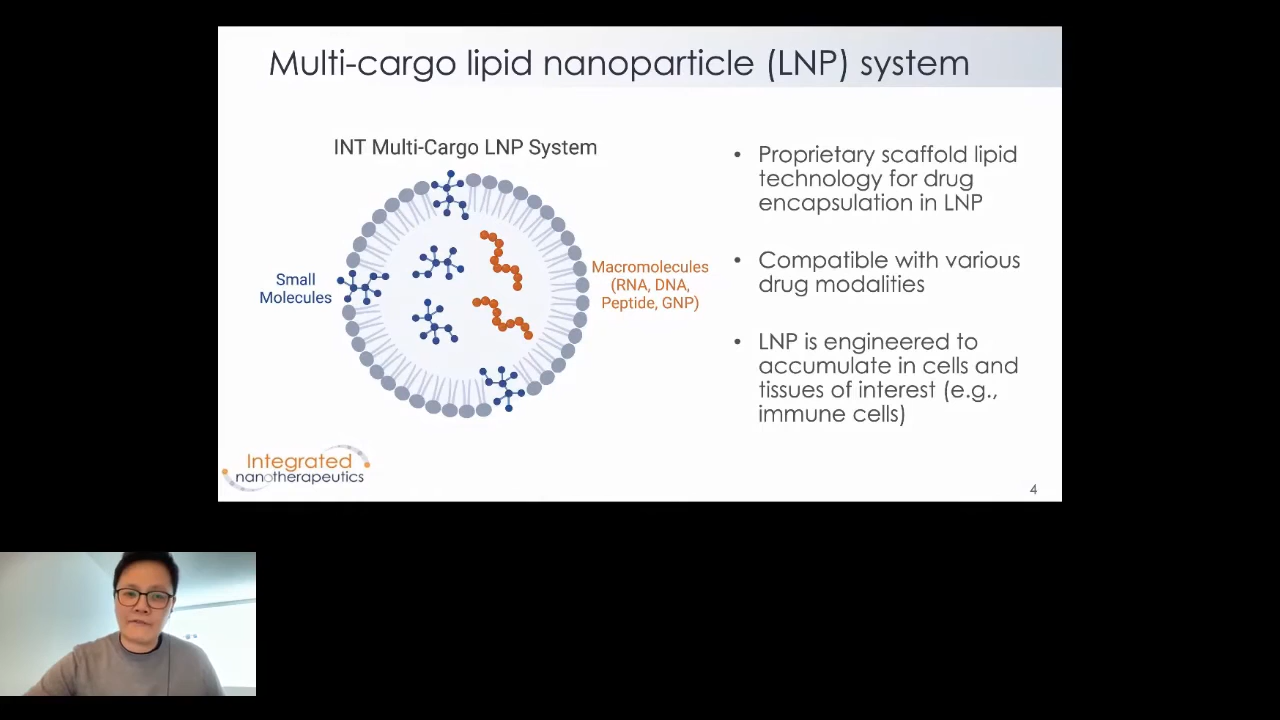 Multi-cargo lipid nanoparticle (LNP) system
INT Multi-Cargo LNP System
Small
Molecules
Macromolecules
(RNA, DNA,
Peptide, GNP)
• Proprietary scaffold lipid
technology for drug
encapsulation in LNP
• Compatible with various
drug modalities
• LNP is engineered to
accumulate in cells and
tissues of interest (e.g.,
immune cells)
Integrated
nanotherapeutics
4